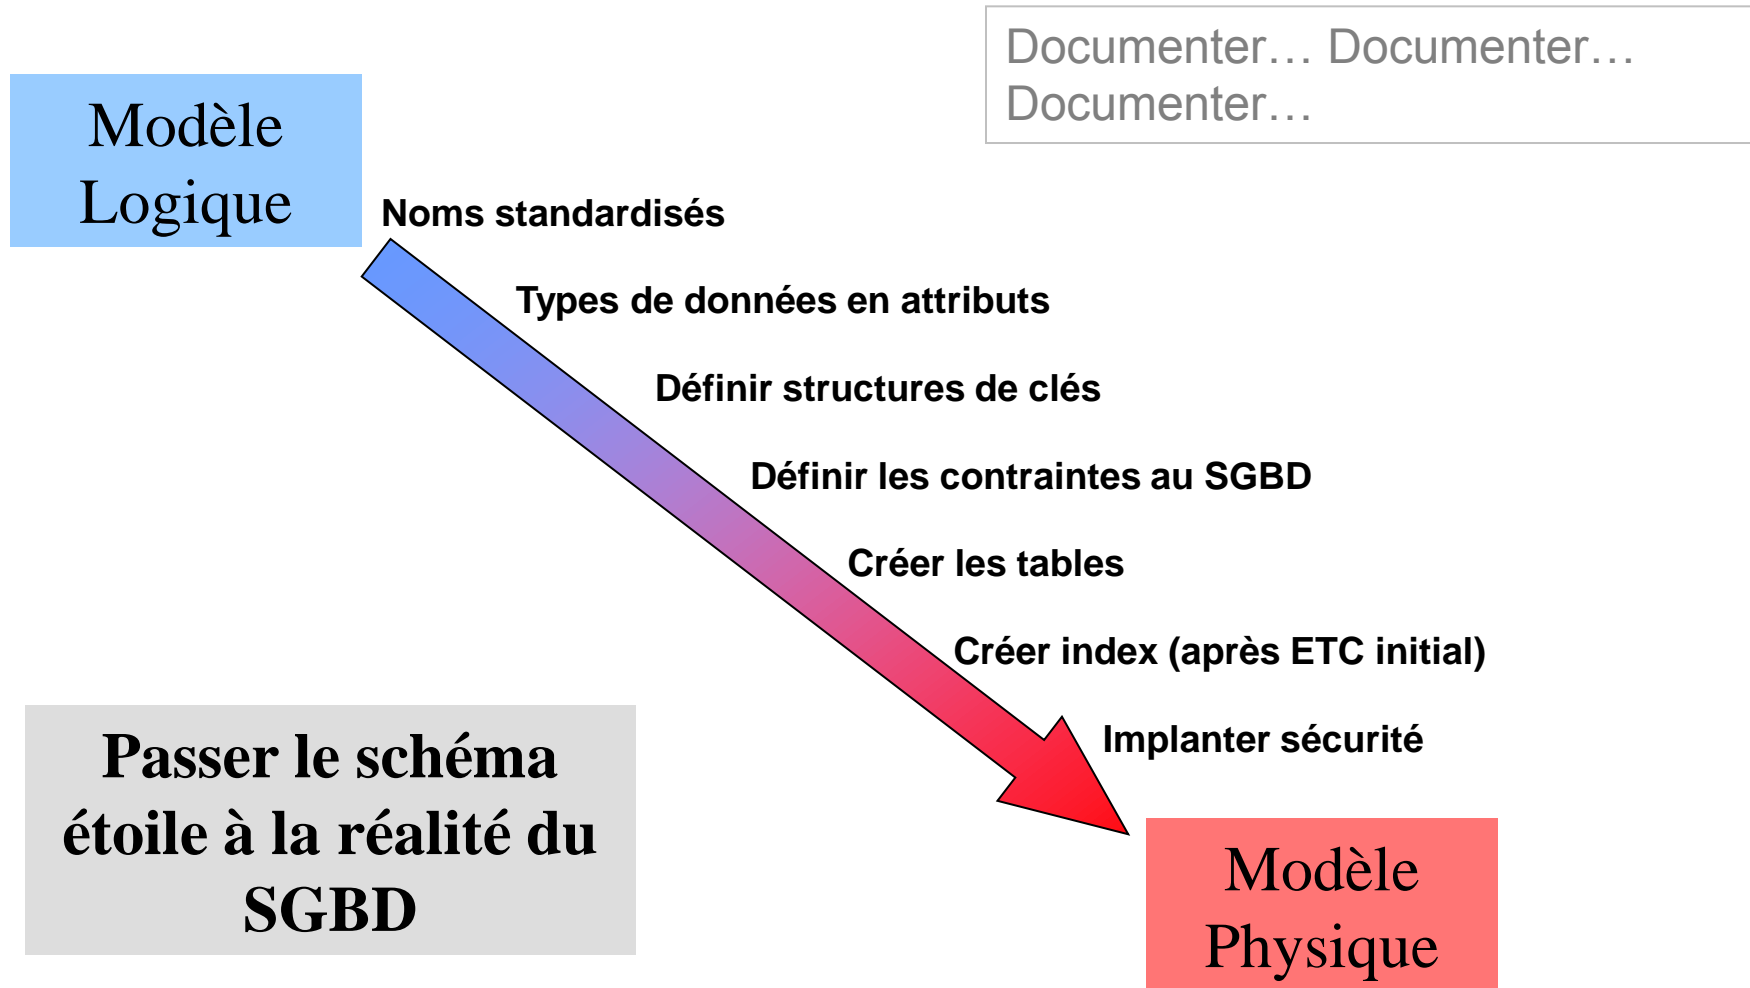 Documenter… Documenter…
Documenter…
Modèle
Logique
Noms standardisés
Types de données en attributs
Définir structures de clés
Définir les contraintes au SGBD
Créer les tables
Créer index (après ETC initial)
Implanter sécurité
Passer le schéma
étoile à la réalité du
SGBD
Modèle
Physique